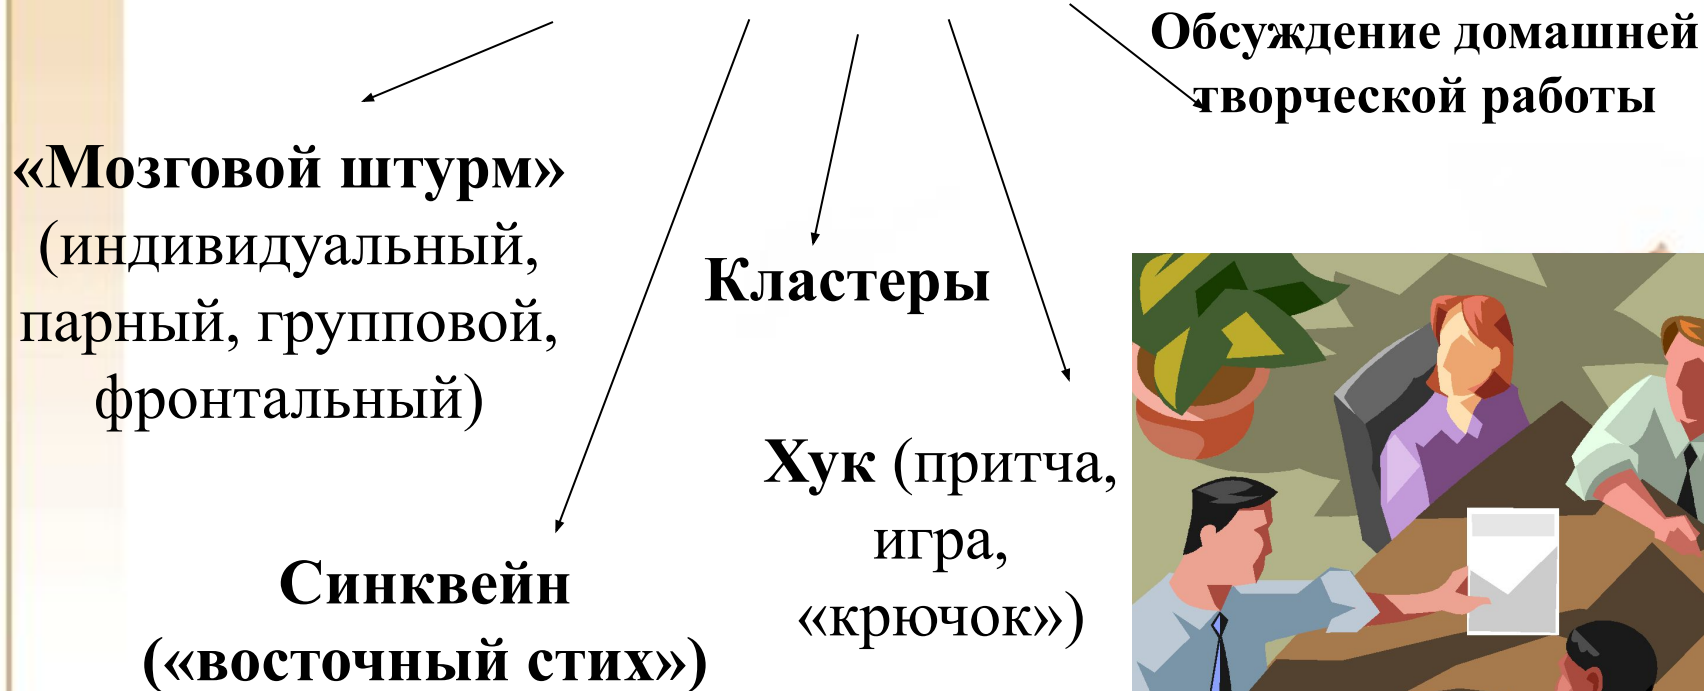 Обсуждение домашней
творческой работы
«Мозговой штурм»
(индивидуальный,
парный, групповой,
фронтальный)
Кластеры
Хук (притча,
игра,
«крючок»)
Синквейн
(«восточный стих»)